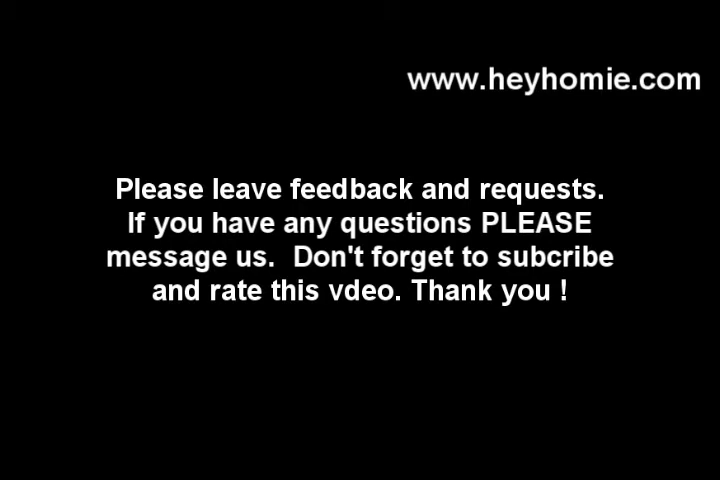 www.heyhomie.com
Please leave feedback and requests.
If you have any questions PLEASE
message us.  Don't forget to subcribe
and rate this vdeo. Thank you !